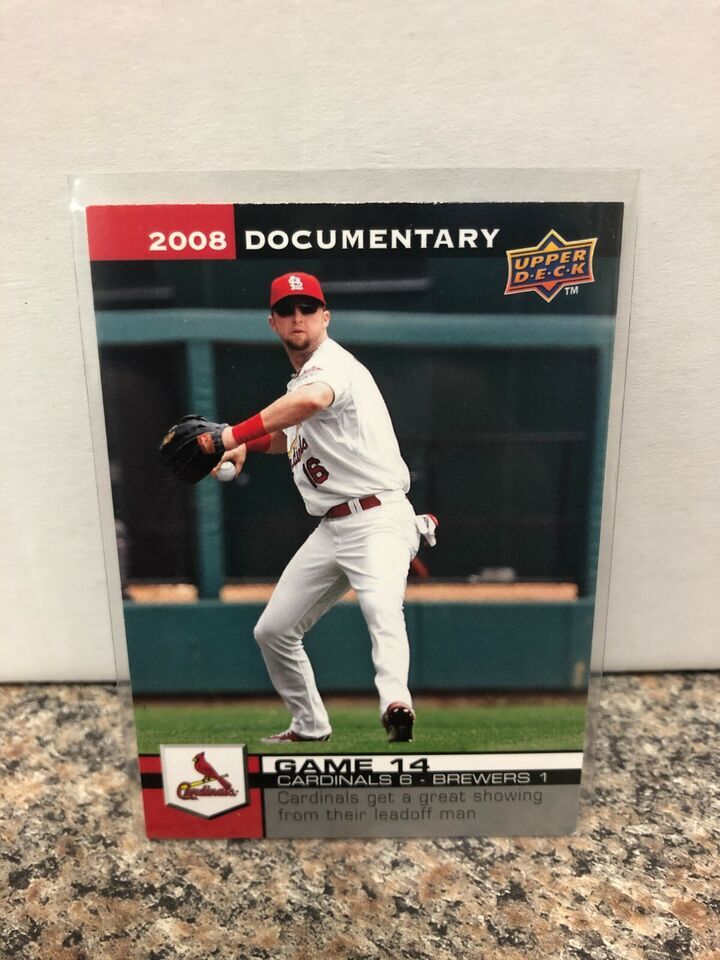 2008 DOCUMENTARY
UPPER
D·E·C·K
TM
Cardinals
16
GAME 14
CARDINALS 6 - BREWERS 1
Cardinals
Cardinals get a great showing
from their leadoff man